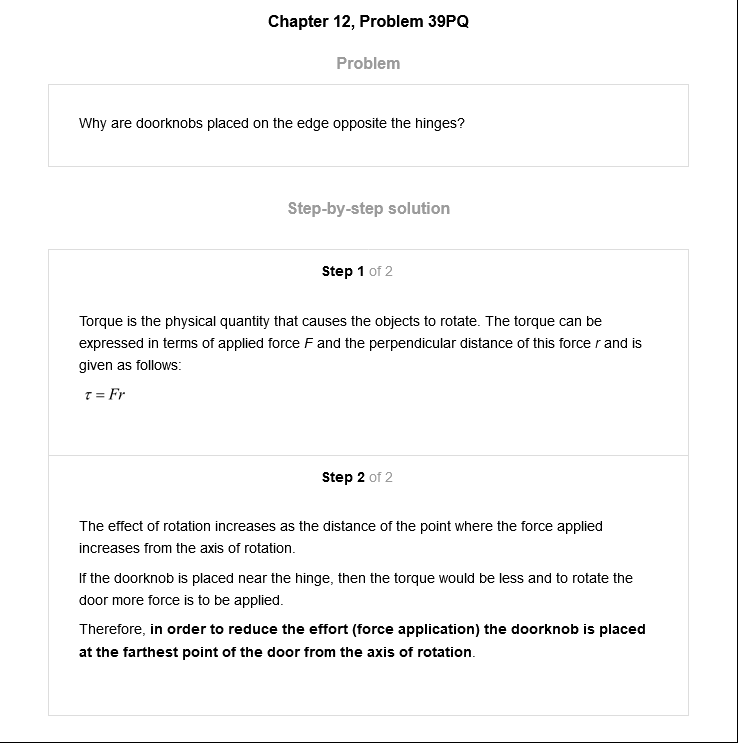 Chapter 12, Problem 39PQ
Problem
Why are doorknobs placed on the edge opposite the hinges?
Step-by-step solution
Step 1 of 2
Torque is the physical quantity that causes the objects to rotate. The torque can be
expressed in terms of applied force F and the perpendicular distance of this force r and is
given as follows:
τ = Fr
Step 2 of 2
The effect of rotation increases as the distance of the point where the force applied
increases from the axis of rotation.
If the doorknob is placed near the hinge, then the torque would be less and to rotate the
door more force is to be applied.
Therefore, in order to reduce the effort (force application) the doorknob is placed
at the farthest point of the door from the axis of rotation.